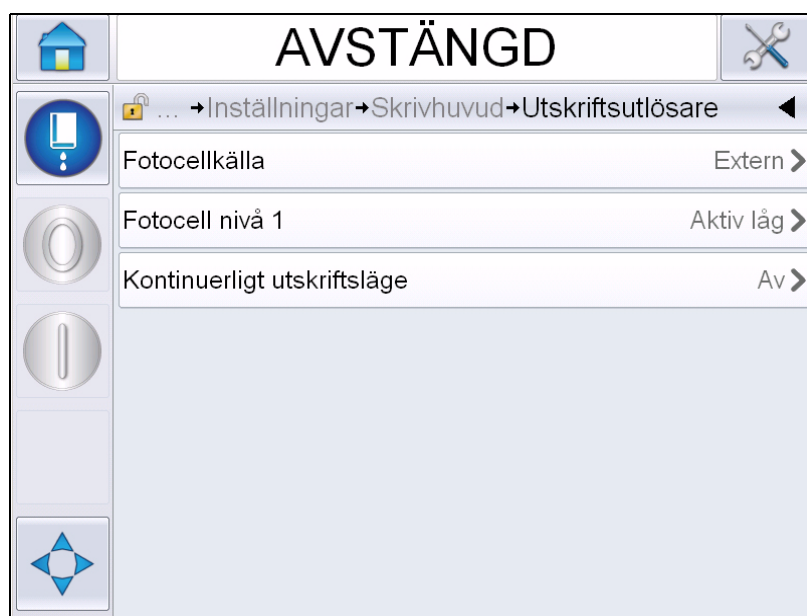 AVSTÄNGD
... →Inställningar→Skrivhuvud→Utskriftsutlösare
Fotocellkälla Extern
Fotocell nivå 1 Aktiv låg
Kontinuerligt utskriftsläge Av